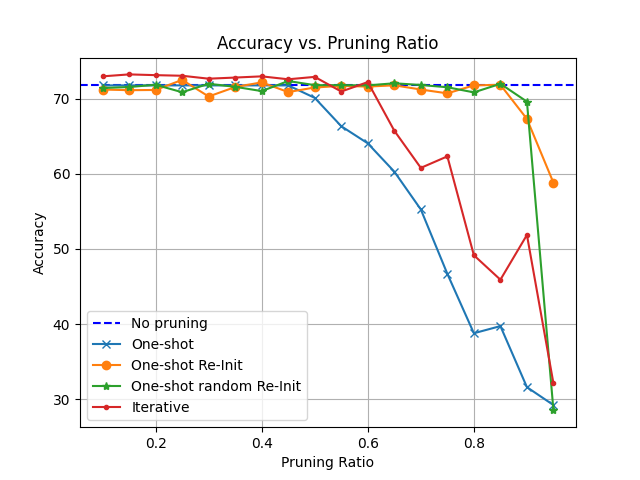 Accuracy vs. Pruning Ratio
70
60
50
40
30
Accuracy
No pruning
One-shot
One-shot Re-Init
One-shot random Re-Init
Iterative
0.2 0.4 0.6 0.8
Pruning Ratio